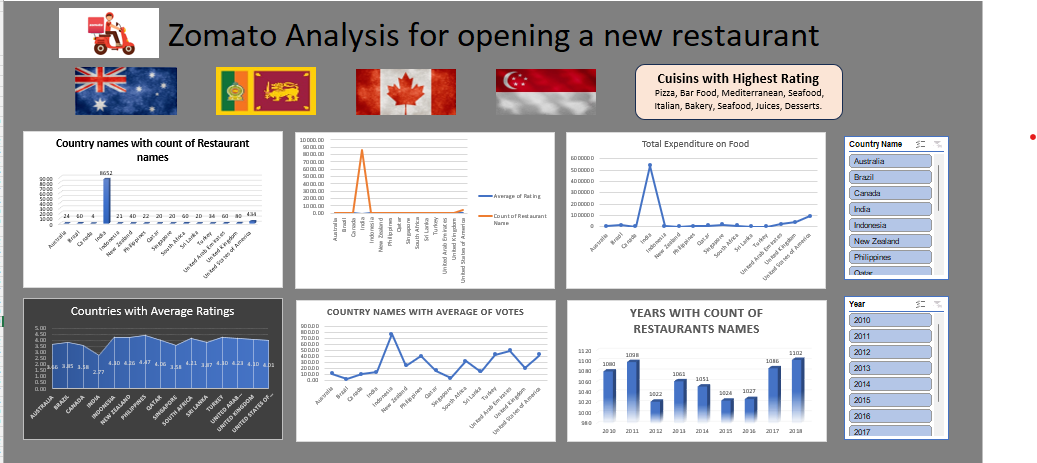 Zomato Analysis for opening a new restaurant
Cuisins with Highest Rating
Pizza, Bar Food, Mediterranean, Seafood,
Italian, Bakery, Seafood, Juices, Desserts.
Country names with count of Restaurant
names
8652
24 60 4 21 40 22 20 20 60 20 34 60 80 434
Australia
Brazil
Canada
India
Indonesia
New Zealand
Philippines
Qatar
Singapore
South Africa
Sri Lanka
Turkey
United Arab Emirates
United Kingdom
United States of America
10000.00
9000.00
8000.00
7000.00
6000.00
5000.00
4000.00
3000.00
2000.00
1000.00
0.00
Australia
Brazil
Canada
India
Indonesia
New Zealand
Philippines
Qatar
Singapore
South Africa
Sri Lanka
Turkey
United Arab Emirates
United Kingdom
United States of America
Average of Rating
Count of Restaurant
Name
Total Expenditure on Food
6000000
5000000
4000000
3000000
2000000
1000000
0
Australia
Brazil
Canada
India
Indonesia
New Zealand
Philippines
Qatar
Singapore
South Africa
Sri Lanka
Turkey
United Arab Emirates
United Kingdom
United States of America
Country Name
Australia
Brazil
Canada
India
Indonesia
New Zealand
Philippines
Qatar
Countries with Average Ratings
5.00
4.50
4.00
3.50
3.00
2.50
2.00
1.50
1.00
0.50
0.00
3.66 3.85 3.58 2.77 4.30 4.26 4.47 4.06 3.58 4.21 3.87 4.30 4.23 4.10 4.01
AUSTRALIA
BRAZIL
CANADA
INDIA
INDONESIA
NEW ZEALAND
PHILIPPINES
QATAR
SINGAPORE
SOUTH AFRICA
SRI LANKA
TURKEY
UNITED ARAB…
UNITED KINGDOM
UNITED STATES OF…
COUNTRY NAMES WITH AVERAGE OF VOTES
900.00
800.00
700.00
600.00
500.00
400.00
300.00
200.00
100.00
0.00
Australia
Brazil
Canada
India
Indonesia
New Zealand
Philippines
Qatar
Singapore
South Africa
Sri Lanka
Turkey
United Arab Emirates
United Kingdom
United States of America
YEARS WITH COUNT OF
RESTAURANTS NAMES
1120
1100
1080
1060
1040
1020
1000
980
1080 1098 1022 1061 1051 1024 1027 1086 1102
2010 2011 2012 2013 2014 2015 2016 2017 2018
Year
2010
2011
2012
2013
2014
2015
2016
2017